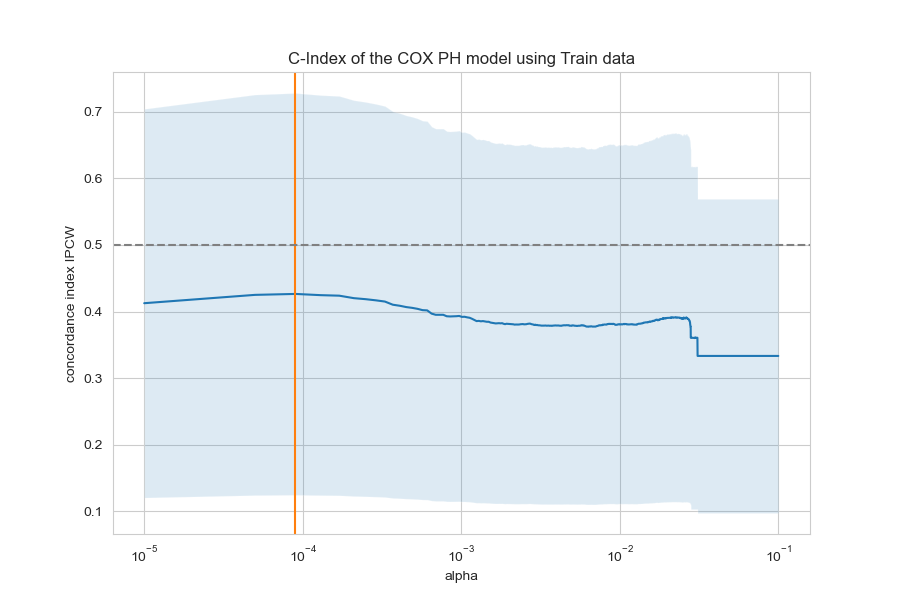 C-Index of the COX PH model using Train data
concordance index IPCW
0.7
0.6
0.5
0.4
0.3
0.2
0.1
10⁻⁵ 10⁻⁴ 10⁻³ 10⁻² 10⁻¹
alpha